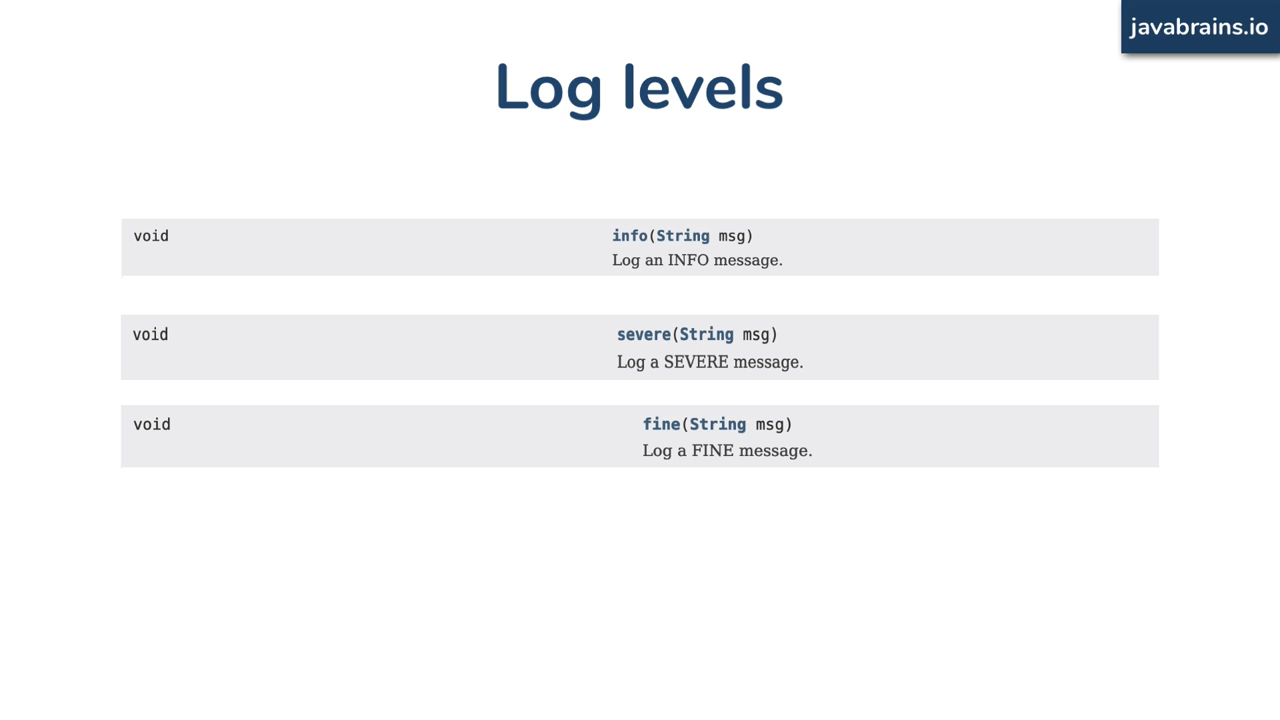 javabrains.io
Log levels
void info(String msg)
Log an INFO message.
void severe(String msg)
Log a SEVERE message.
void fine(String msg)
Log a FINE message.